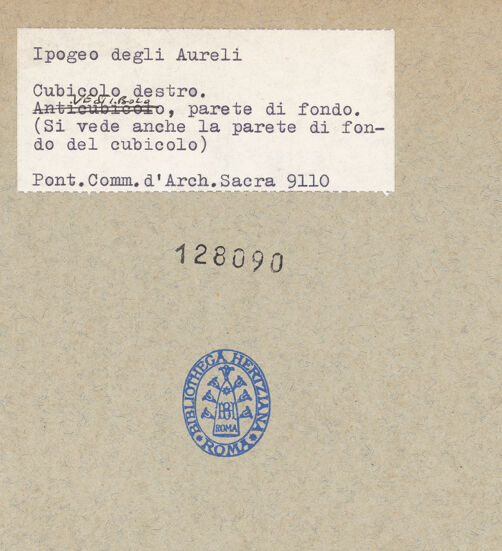 Ipogeo degli Aureli
Cubicolo destro.
Anticubicolo, parete di fondo.
(Si vede anche la parete di fon-
do del cubicolo)
Pont.Comm.d'Arch.Sacra 9110
128090
BIBLIOTHECA HERTZIANA
ROMA
ROMA